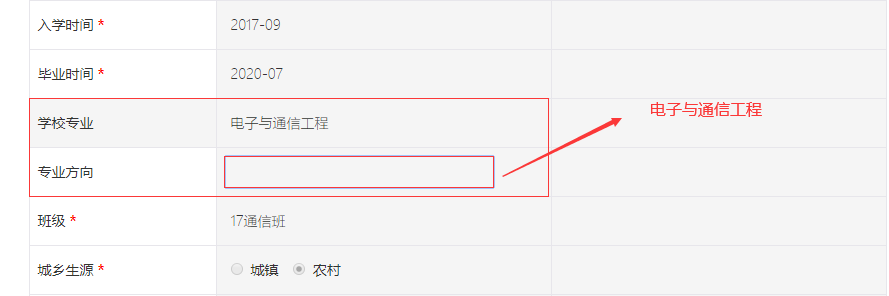 入学时间 * 2017-09
毕业时间 * 2020-07
学校专业 电子与通信工程 电子与通信工程
专业方向
班级 * 17通信班
城乡生源 * 城镇 农村